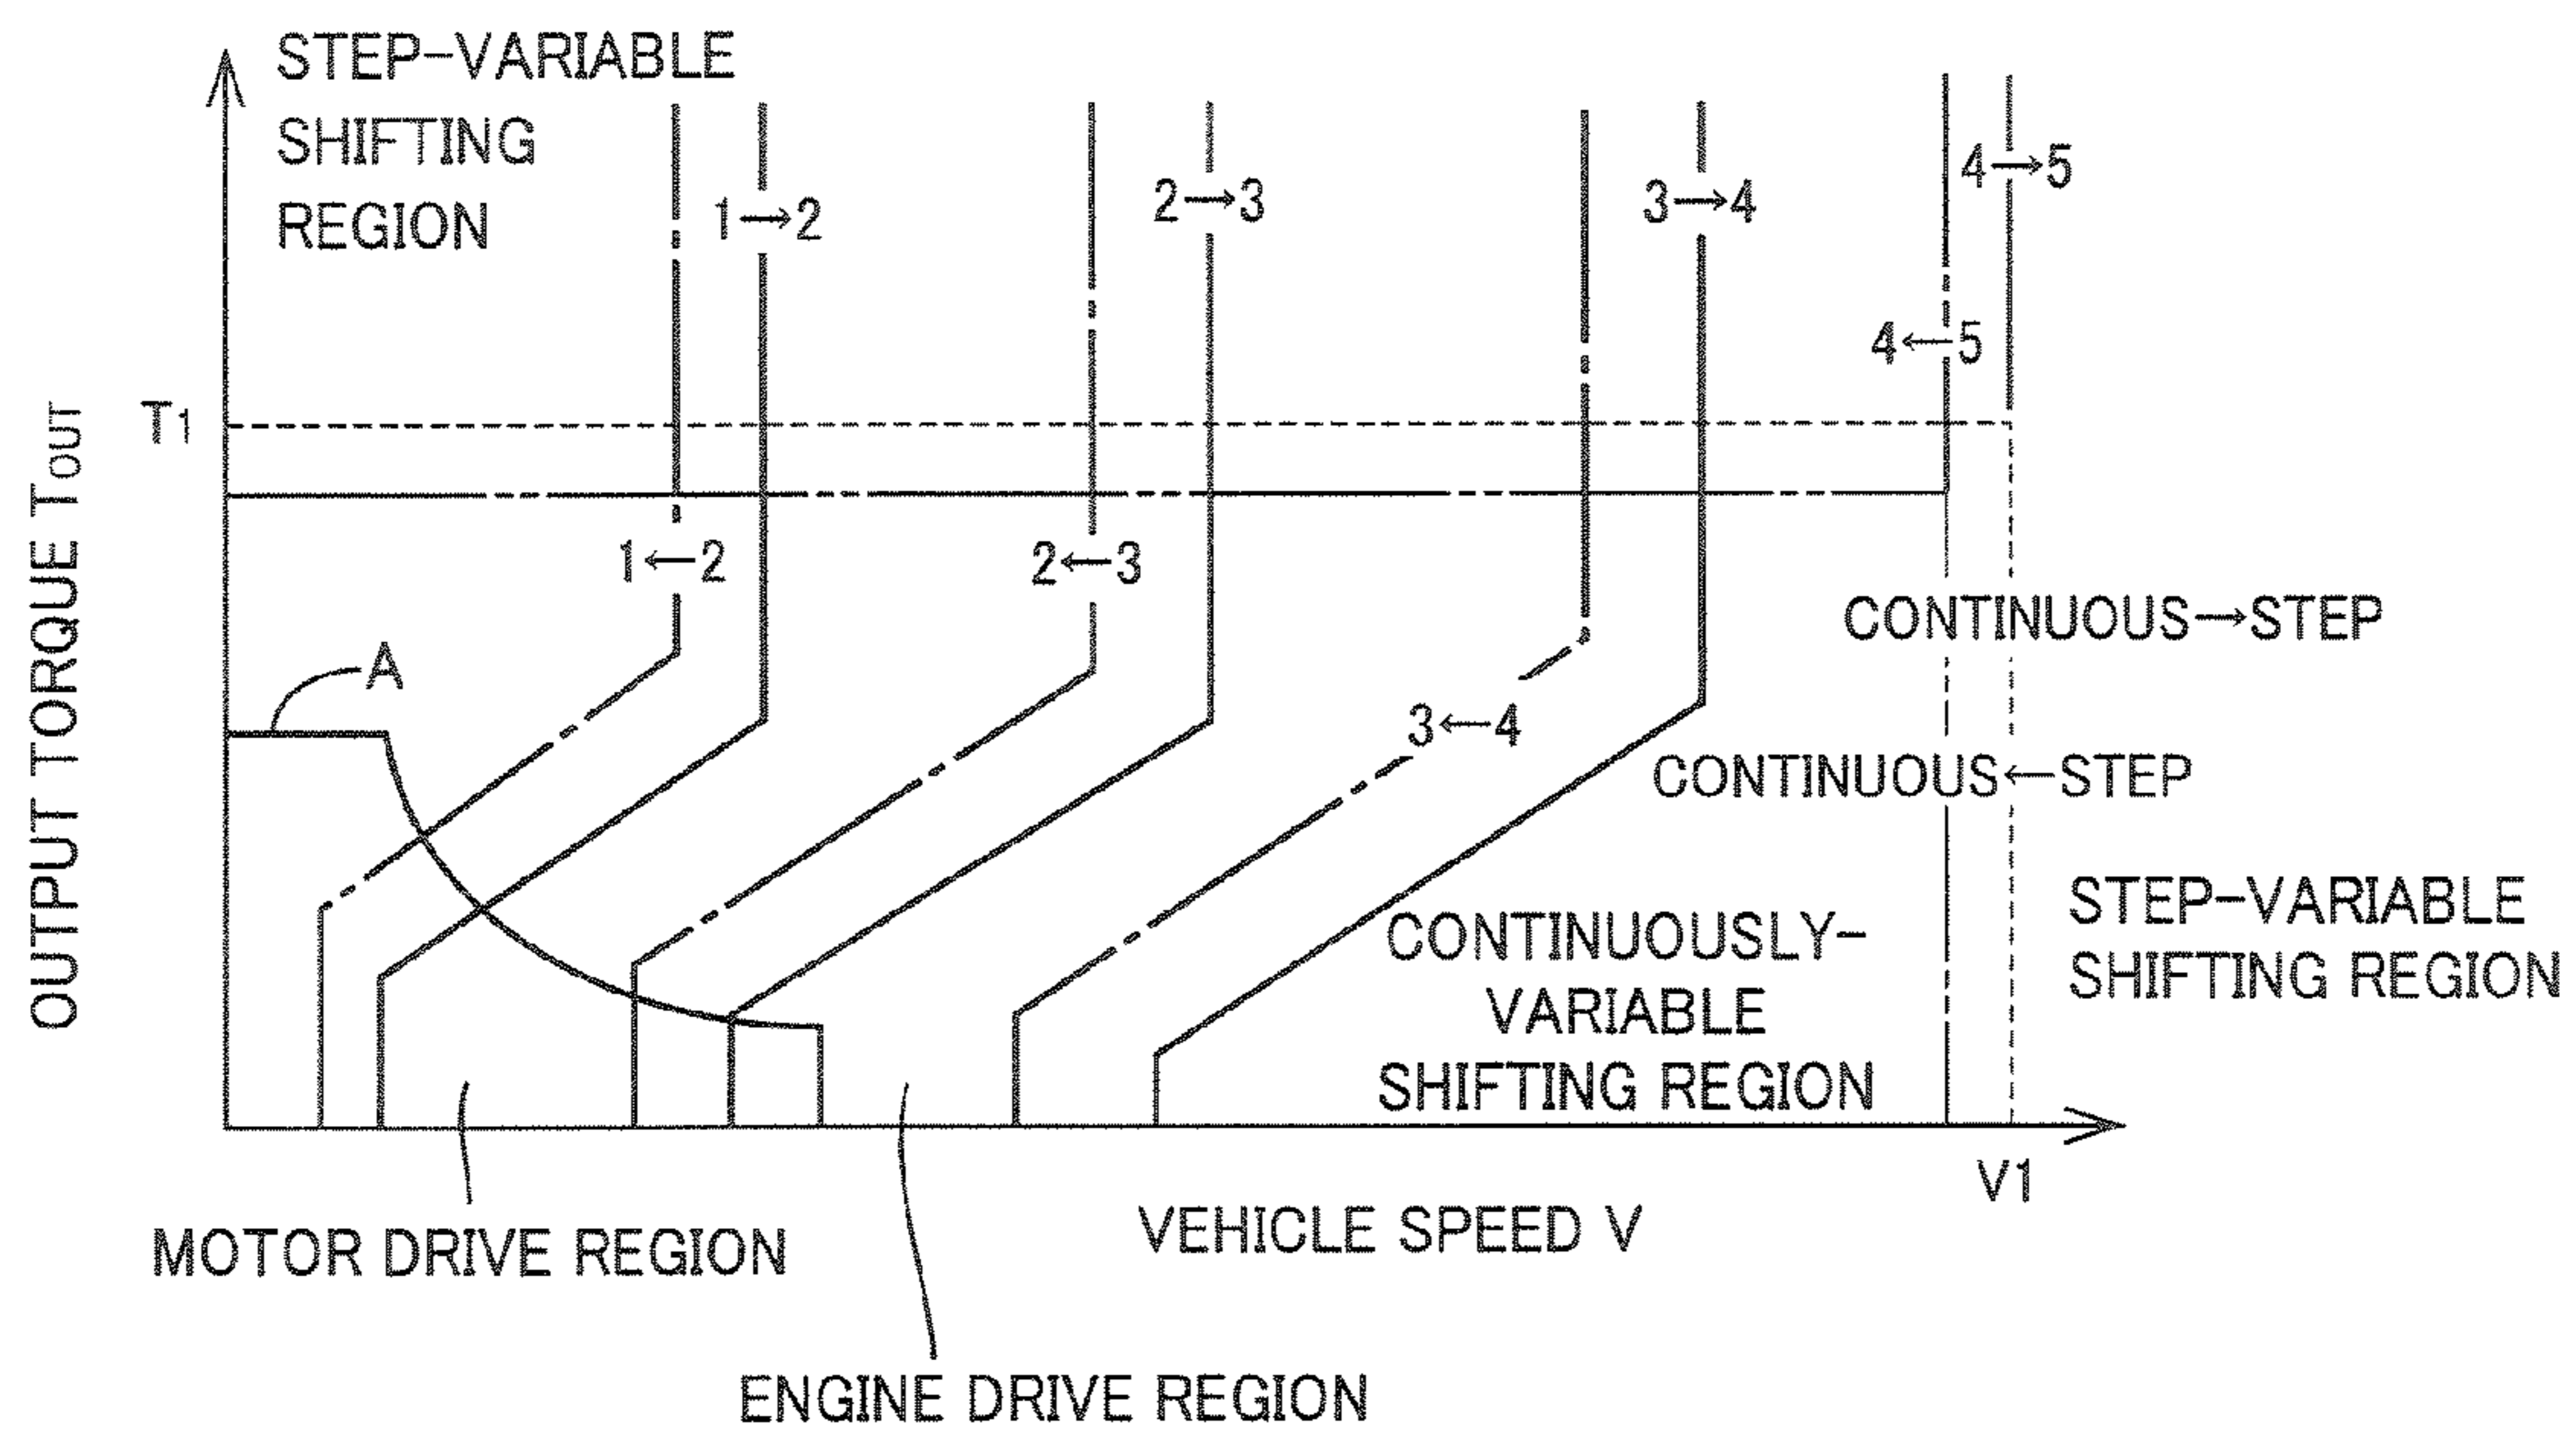 STEP-VARIABLE
SHIFTING
REGION
1→2
2→3
3→4
4→5
4←5
T1
1←2
2←3
3←4
A
OUTPUT TORQUE TOUT
CONTINUOUS→STEP
CONTINUOUS←STEP
CONTINUOUSLY-
VARIABLE
SHIFTING REGION
STEP-VARIABLE
SHIFTING REGION
V1
VEHICLE SPEED V
MOTOR DRIVE REGION
ENGINE DRIVE REGION